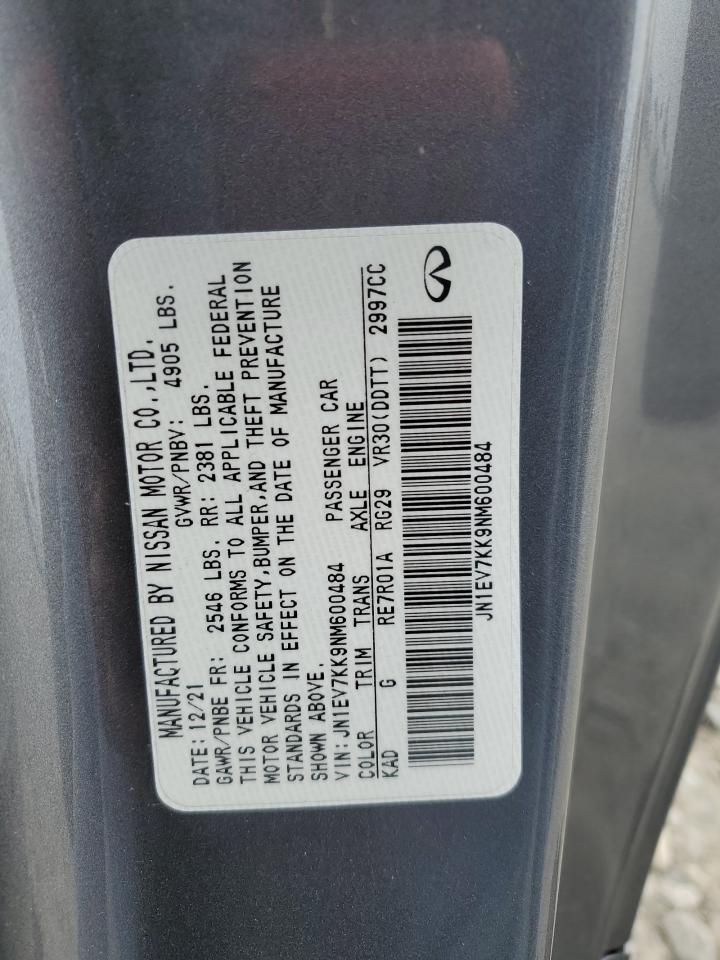 MANUFACTURED BY NISSAN MOTOR CO.,LTD.
DATE: 12/21 GVWR/PNBV: 4905 LBS.
GAWR/PNBE FR: 2546 LBS. RR: 2381 LBS.
THIS VEHICLE CONFORMS TO ALL APPLICABLE FEDERAL
MOTOR VEHICLE SAFETY,BUMPER,AND THEFT PREVENTION
STANDARDS IN EFFECT ON THE DATE OF MANUFACTURE
SHOWN ABOVE.
VIN: JN1EV7KK9NM600484 PASSENGER CAR
COLOR TRIM TRANS AXLE ENGINE
KAD G RE7R01A RG29 VR30(DDTT) 2997CC
JN1EV7KK9NM600484